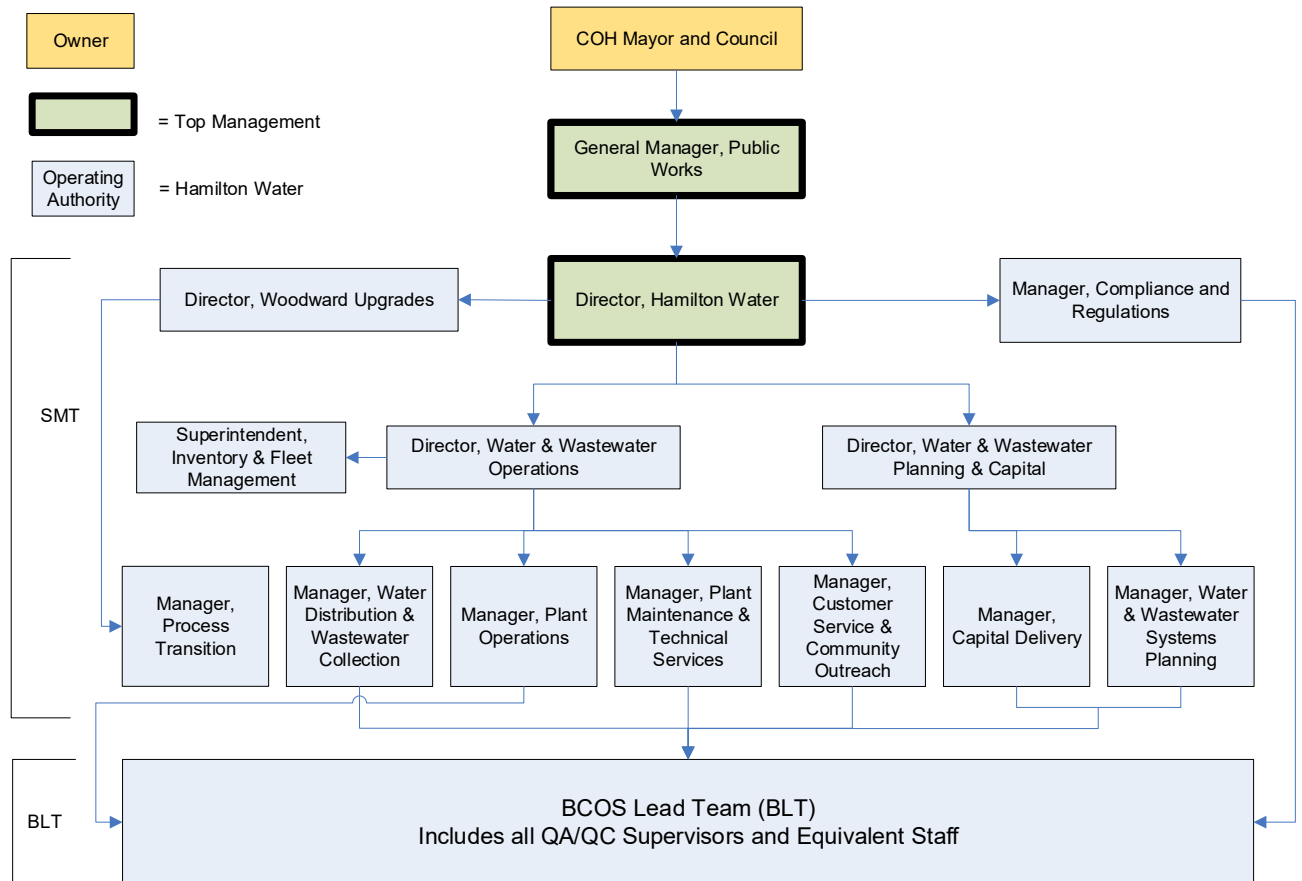 Owner
COH Mayor and Council
= Top Management
General Manager, Public
Works
Operating
Authority
= Hamilton Water
SMT
Director, Woodward Upgrades
Director, Hamilton Water
Manager, Compliance and
Regulations
Superintendent,
Inventory & Fleet
Management
Director, Water & Wastewater
Operations
Director, Water & Wastewater
Planning & Capital
Manager,
Process
Transition
Manager, Water
Distribution &
Wastewater
Collection
Manager, Plant
Operations
Manager, Plant
Maintenance &
Technical
Services
Manager,
Customer
Service &
Community
Outreach
Manager,
Capital Delivery
Manager, Water
& Wastewater
Systems
Planning
BLT
BCOS Lead Team (BLT)
Includes all QA/QC Supervisors and Equivalent Staff